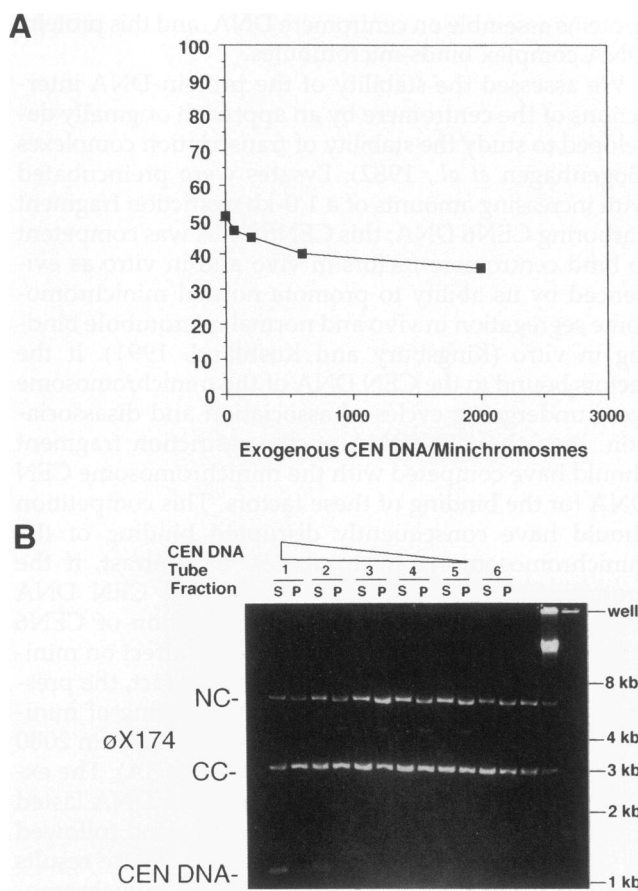 A
100
90
80
70
60
50
40
30
20
10
0
0 1000 2000 3000
Exogenous CEN DNA/Minichromosmes
B
CEN DNA
Tube 1 2 3 4 5 6
Fraction S P S P S P S P S P S P
well
8 kb
NC-
4 kb
øX174
CC-
3 kb
2 kb
CEN DNA-
1 kb